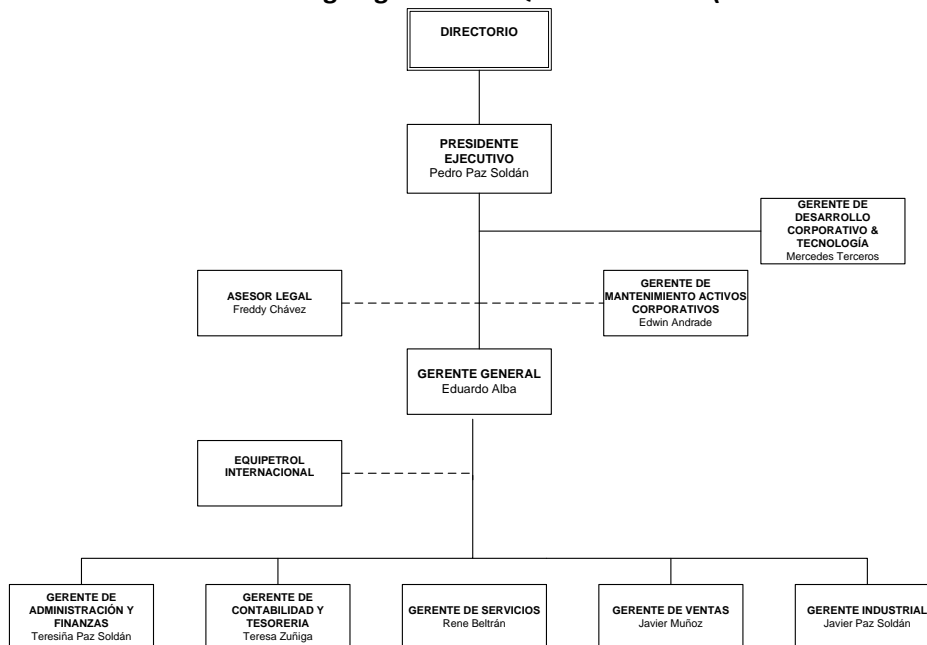 DIRECTORIO
PRESIDENTE
EJECUTIVO
Pedro Paz Soldán
GERENTE DE
DESARROLLO
CORPORATIVO &
TECNOLOGÍA
Mercedes Terceros
ASESOR LEGAL
Freddy Chávez
GERENTE DE
MANTENIMIENTO ACTIVOS
CORPORATIVOS
Edwin Andrade
GERENTE GENERAL
Eduardo Alba
EQUIPETROL
INTERNACIONAL
GERENTE DE
ADMINISTRACIÓN Y
FINANZAS
Teresiña Paz Soldán
GERENTE DE
CONTABILIDAD Y
TESORERIA
Teresa Zuñiga
GERENTE DE SERVICIOS
Rene Beltrán
GERENTE DE VENTAS
Javier Muñoz
GERENTE INDUSTRIAL
Javier Paz Soldán